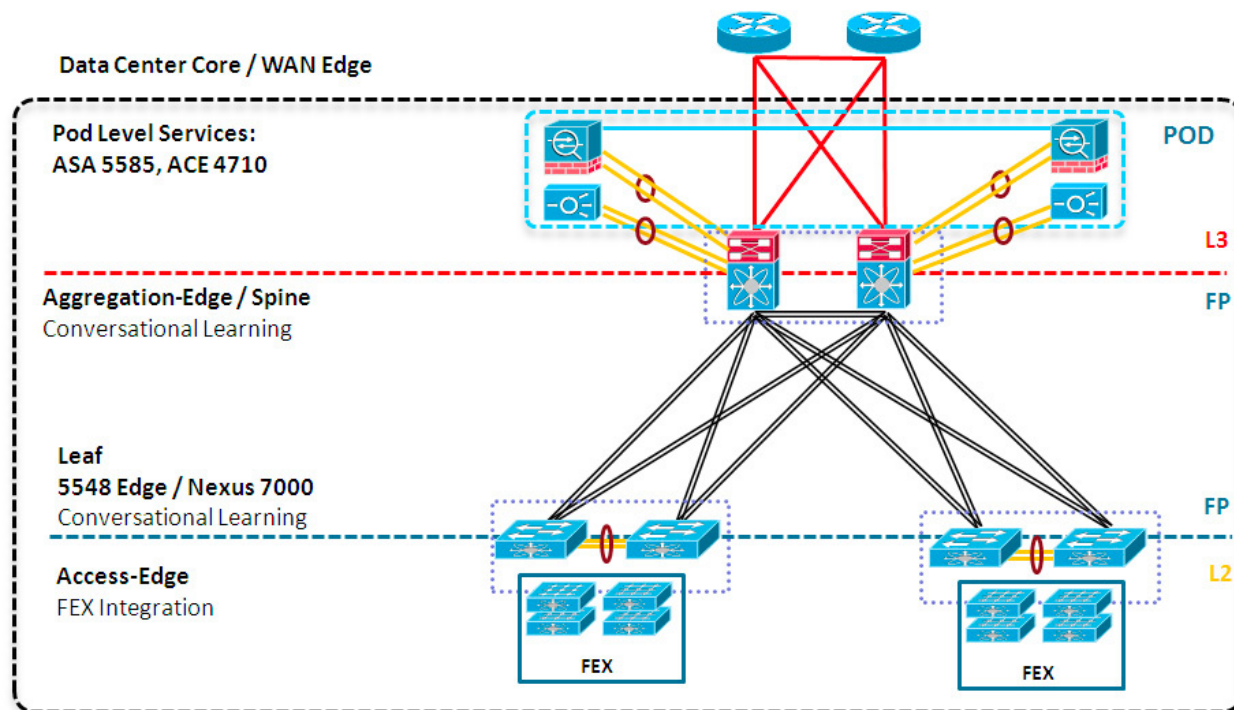 Data Center Core / WAN Edge
Pod Level Services:
ASA 5585, ACE 4710
POD
L3
Aggregation-Edge / Spine
Conversational Learning
FP
Leaf
5548 Edge / Nexus 7000
Conversational Learning
FP
Access-Edge
FEX Integration
L2
FEX
FEX